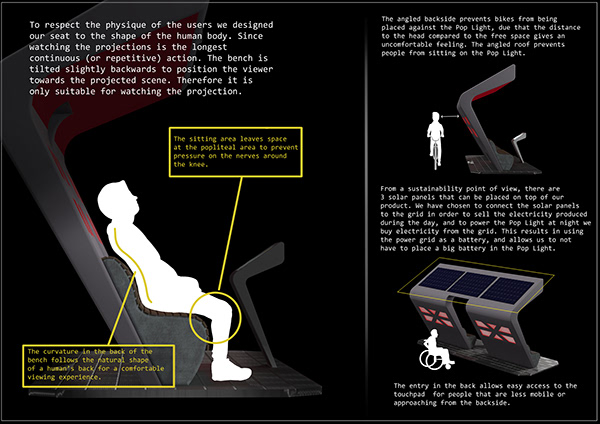 To respect the physique of the users we designed
our seat to the shape of the human body. Since
watching the projections is the longest
continuous (or repetitive) action. The bench is
tilted slightly backwards to position the viewer
towards the projected scene. Therefore it is
only suitable for watching the projection.
The sitting area leaves space
at the popliteal area to prevent
pressure on the nerves around
the knee.
The curvature in the back of the
bench follows the natural shape
of a human's back for a comfortable
viewing experience.
The angled backside prevents bikes from being
placed against the Pop Light, due that the distance
to the head compared to the free space gives an
uncomfortable feeling. The angled roof prevents
people from sitting on the Pop Light.
From a sustainability point of view, there are
3 solar panels that can be placed on top of our
product. We have chosen to connect the solar panels
to the grid in order to sell the electricity produced
during the day, and to power the Pop Light at night we
buy electricity from the grid. This results in using
the power grid as a battery, and allows us to not
have to place a big battery in the Pop Light.
The entry in the back allows easy access to the
touchpad for people that are less mobile or
approaching from the backside.